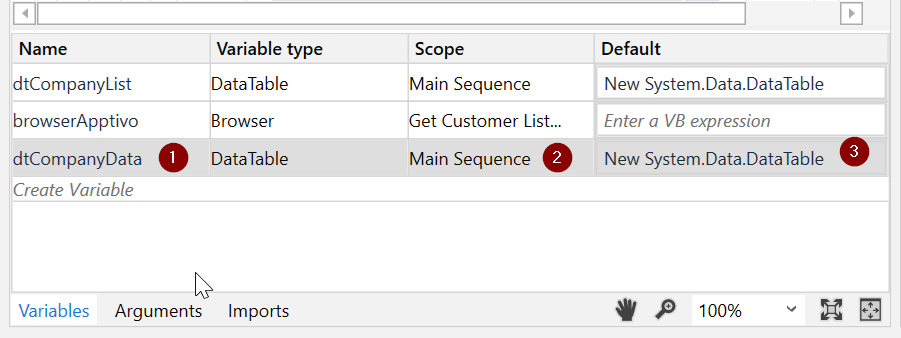 Name Variable type Scope Default
dtCompanyList DataTable Main Sequence New System.Data.DataTable
browserApptivo Browser Get Customer List... Enter a VB expression
dtCompanyData 1 DataTable Main Sequence 2 New System.Data.DataTable 3
Create Variable
Variables Arguments Imports 100%